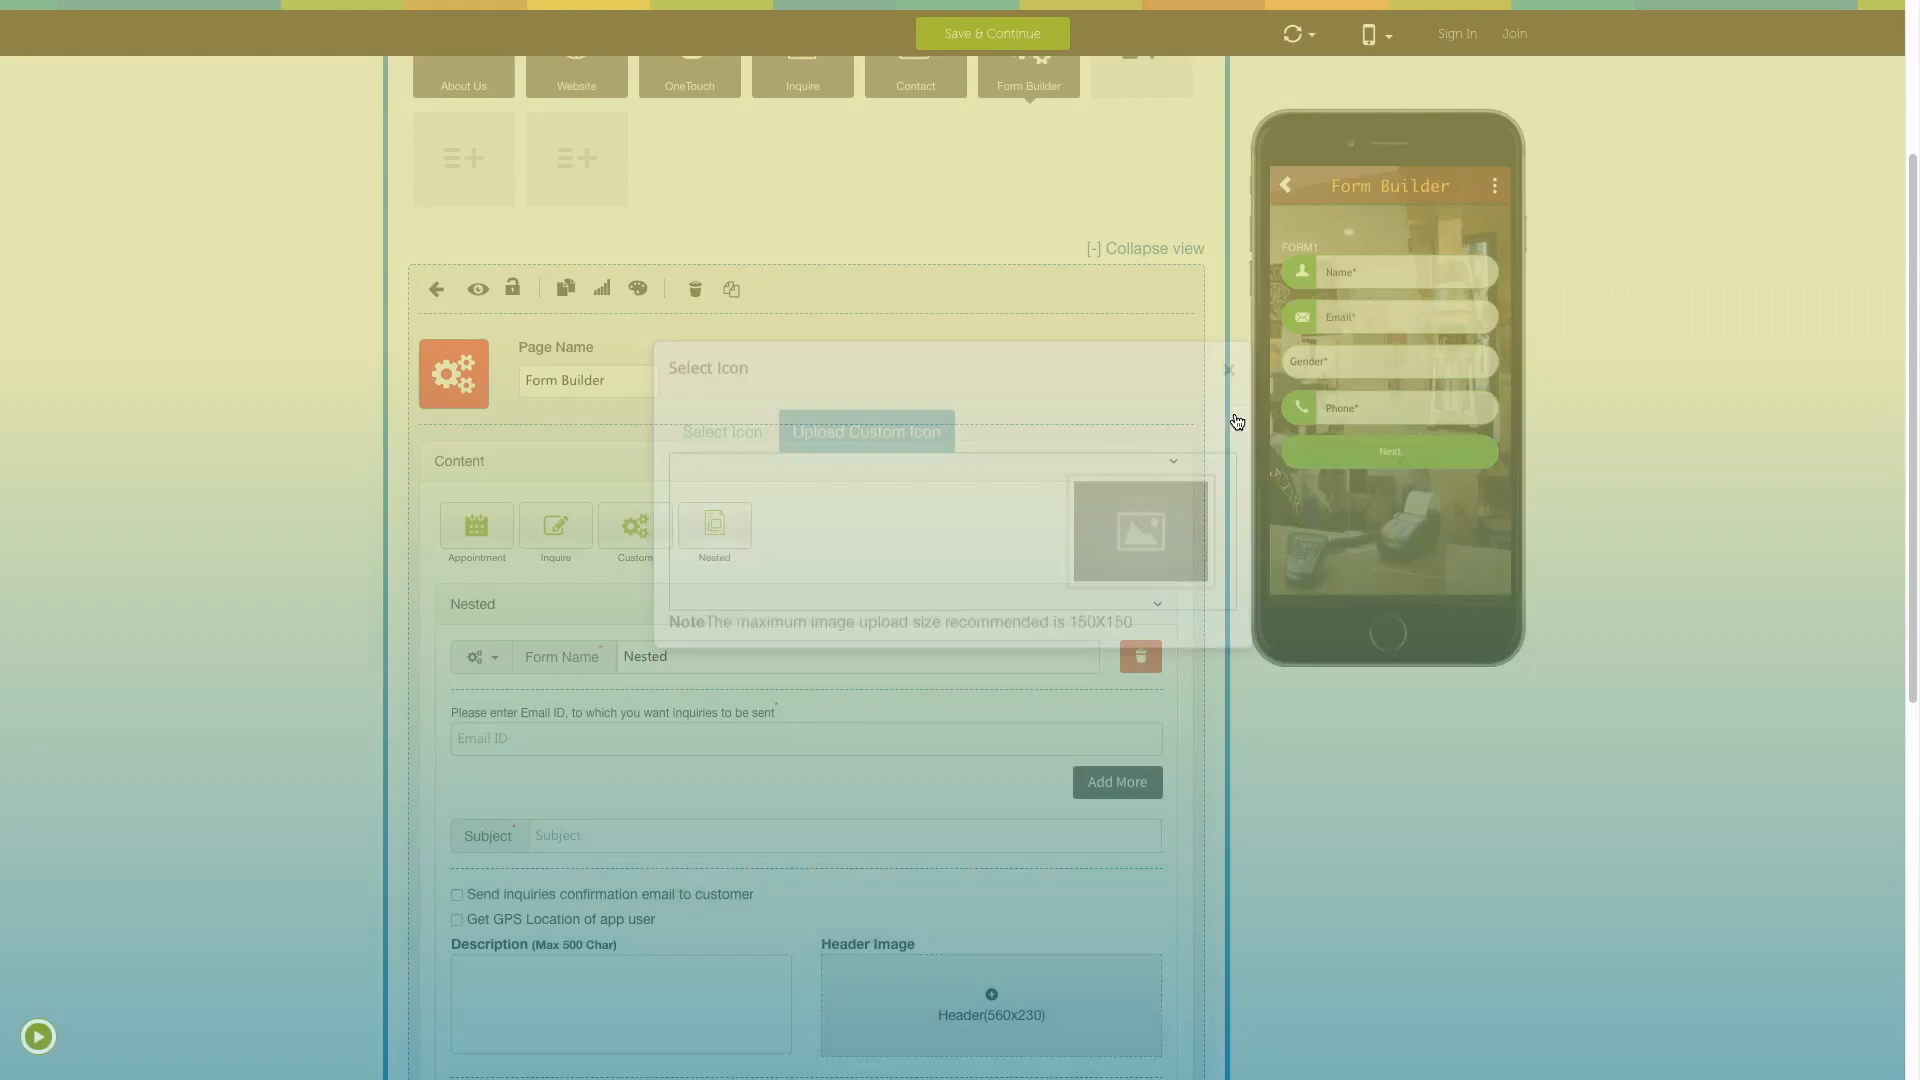 Save & Continue
Sign In
Join
About Us
Website
OneTouch
Inquire
Contact
Form Builder
[-] Collapse view
Page Name
Form Builder
Select Icon
Select Icon
Upload Custom Icon
Content
Appointment
Inquire
Custom
Nested
NoteThe maximum image upload size recommended is 150X150
Nested
Form Name*
Nested
Please enter Email ID, to which you want inquiries to be sent*
Email ID
Add More
Subject*
Subject
Send inquiries confirmation email to customer
Get GPS Location of app user
Description (Max 500 Char)
Header Image
Header(560x230)
Form Builder
FORM1
Name*
Email*
Gender*
Phone*
Next